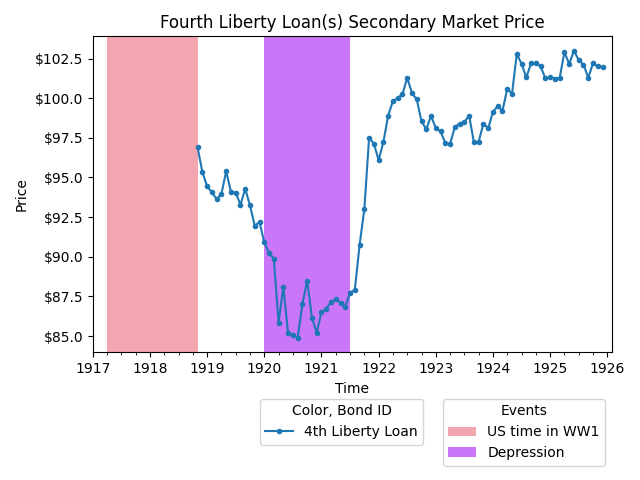 Fourth Liberty Loan(s) Secondary Market Price
Price
$102.5
$100.0
$97.5
$95.0
$92.5
$90.0
$87.5
$85.0
1917 1918 1919 1920 1921 1922 1923 1924 1925 1926
Time
Color, Bond ID
4th Liberty Loan
Events
US time in WW1
Depression